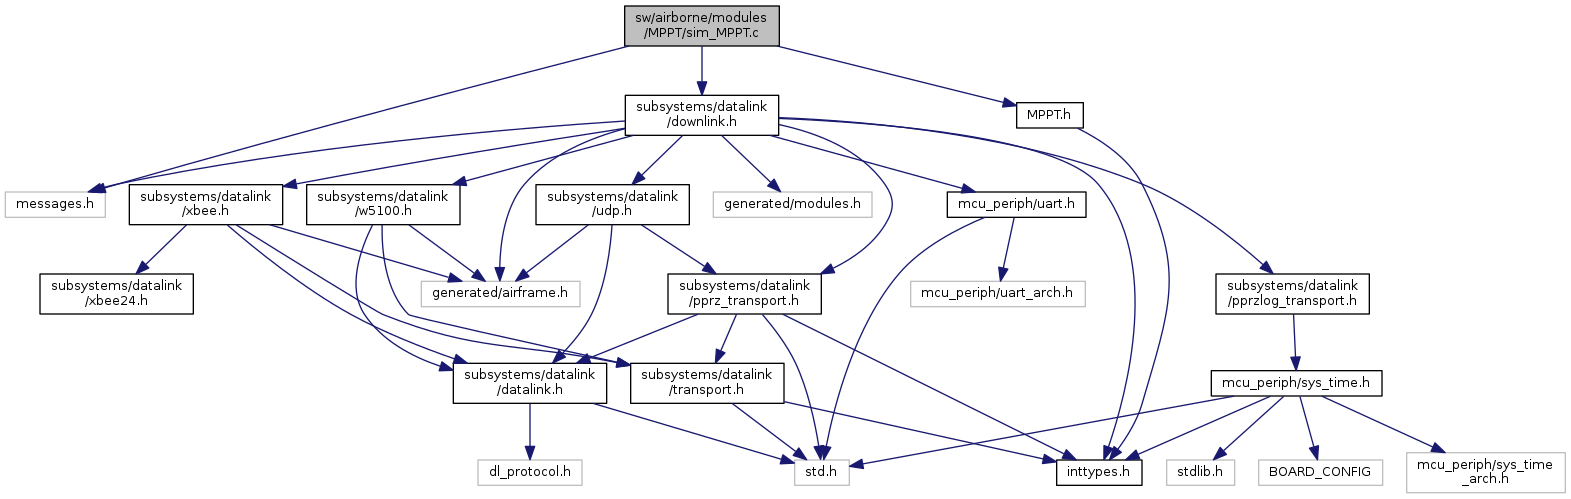 sw/airborne/modules
/MPPT/sim_MPPT.c
subsystems/datalink
/downlink.h
MPPT.h
messages.h
subsystems/datalink
/xbee.h
subsystems/datalink
/w5100.h
subsystems/datalink
/udp.h
generated/modules.h
mcu_periph/uart.h
subsystems/datalink
/xbee24.h
generated/airframe.h
subsystems/datalink
/pprz_transport.h
mcu_periph/uart_arch.h
subsystems/datalink
/pprzlog_transport.h
subsystems/datalink
/datalink.h
subsystems/datalink
/transport.h
mcu_periph/sys_time.h
dl_protocol.h
std.h
inttypes.h
stdlib.h
BOARD_CONFIG
mcu_periph/sys_time
_arch.h